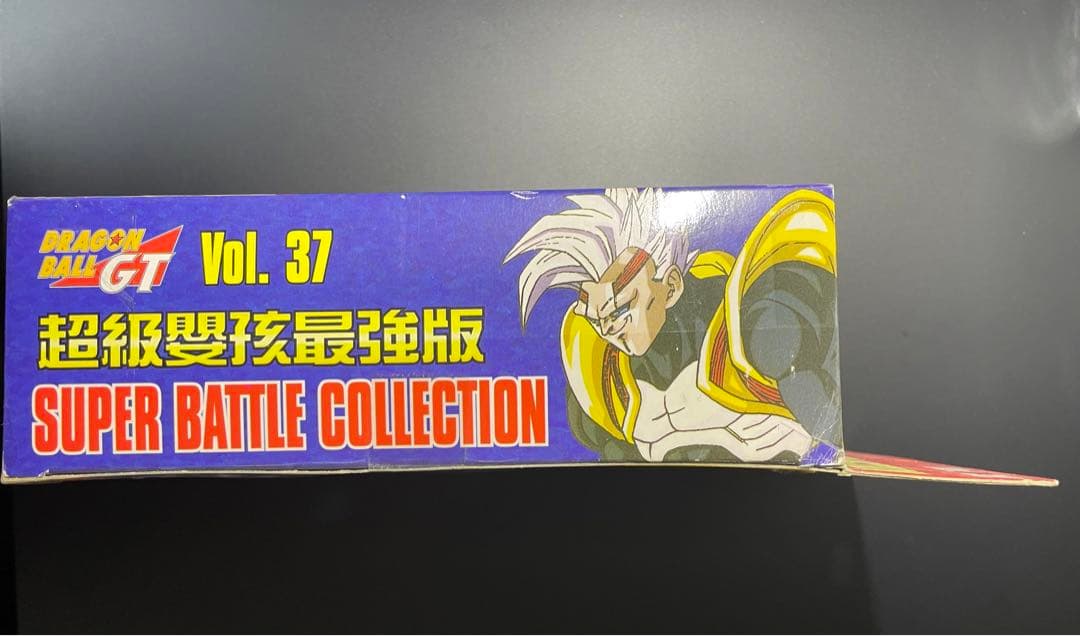 DRAGON BALL GT
Vol. 37
超級嬰孩最強版
SUPER BATTLE COLLECTION